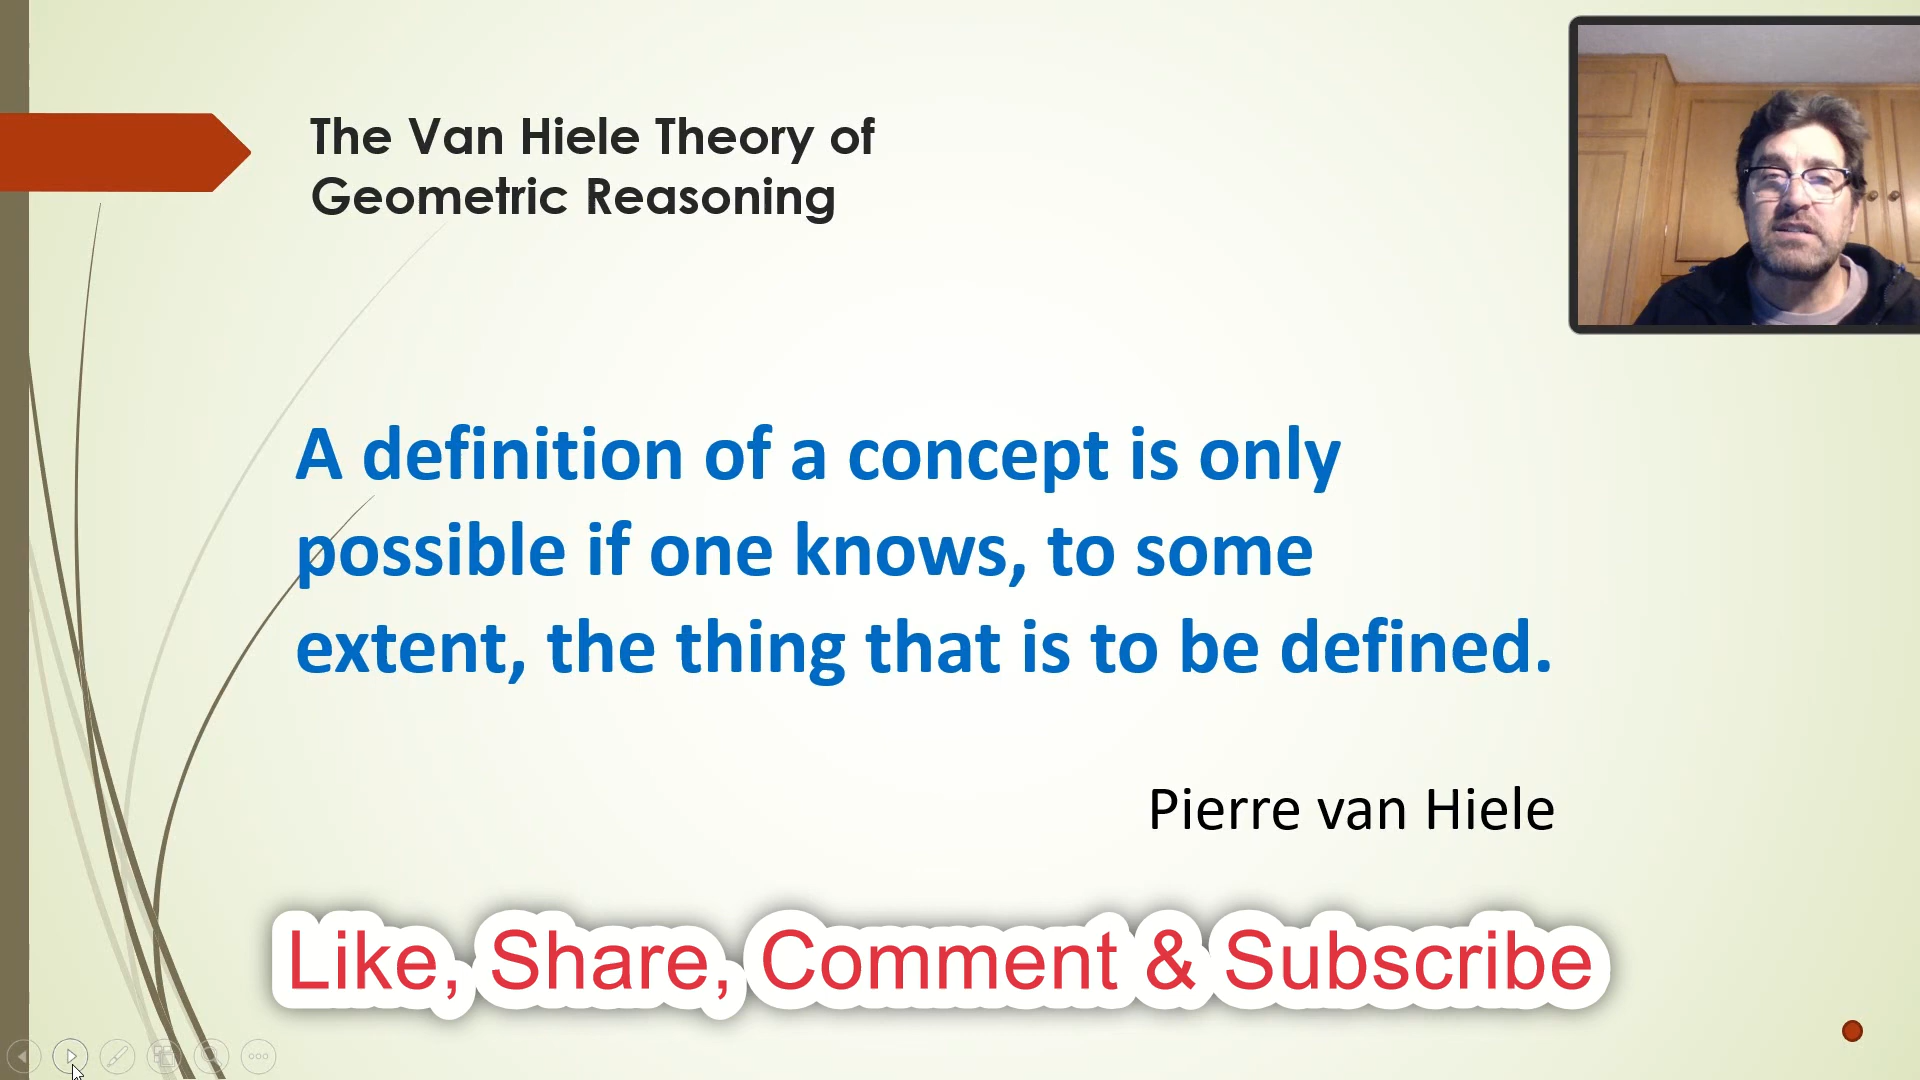 The Van Hiele Theory of
Geometric Reasoning
A definition of a concept is only
possible if one knows, to some
extent, the thing that is to be defined.
Pierre van Hiele
Like, Share, Comment & Subscribe